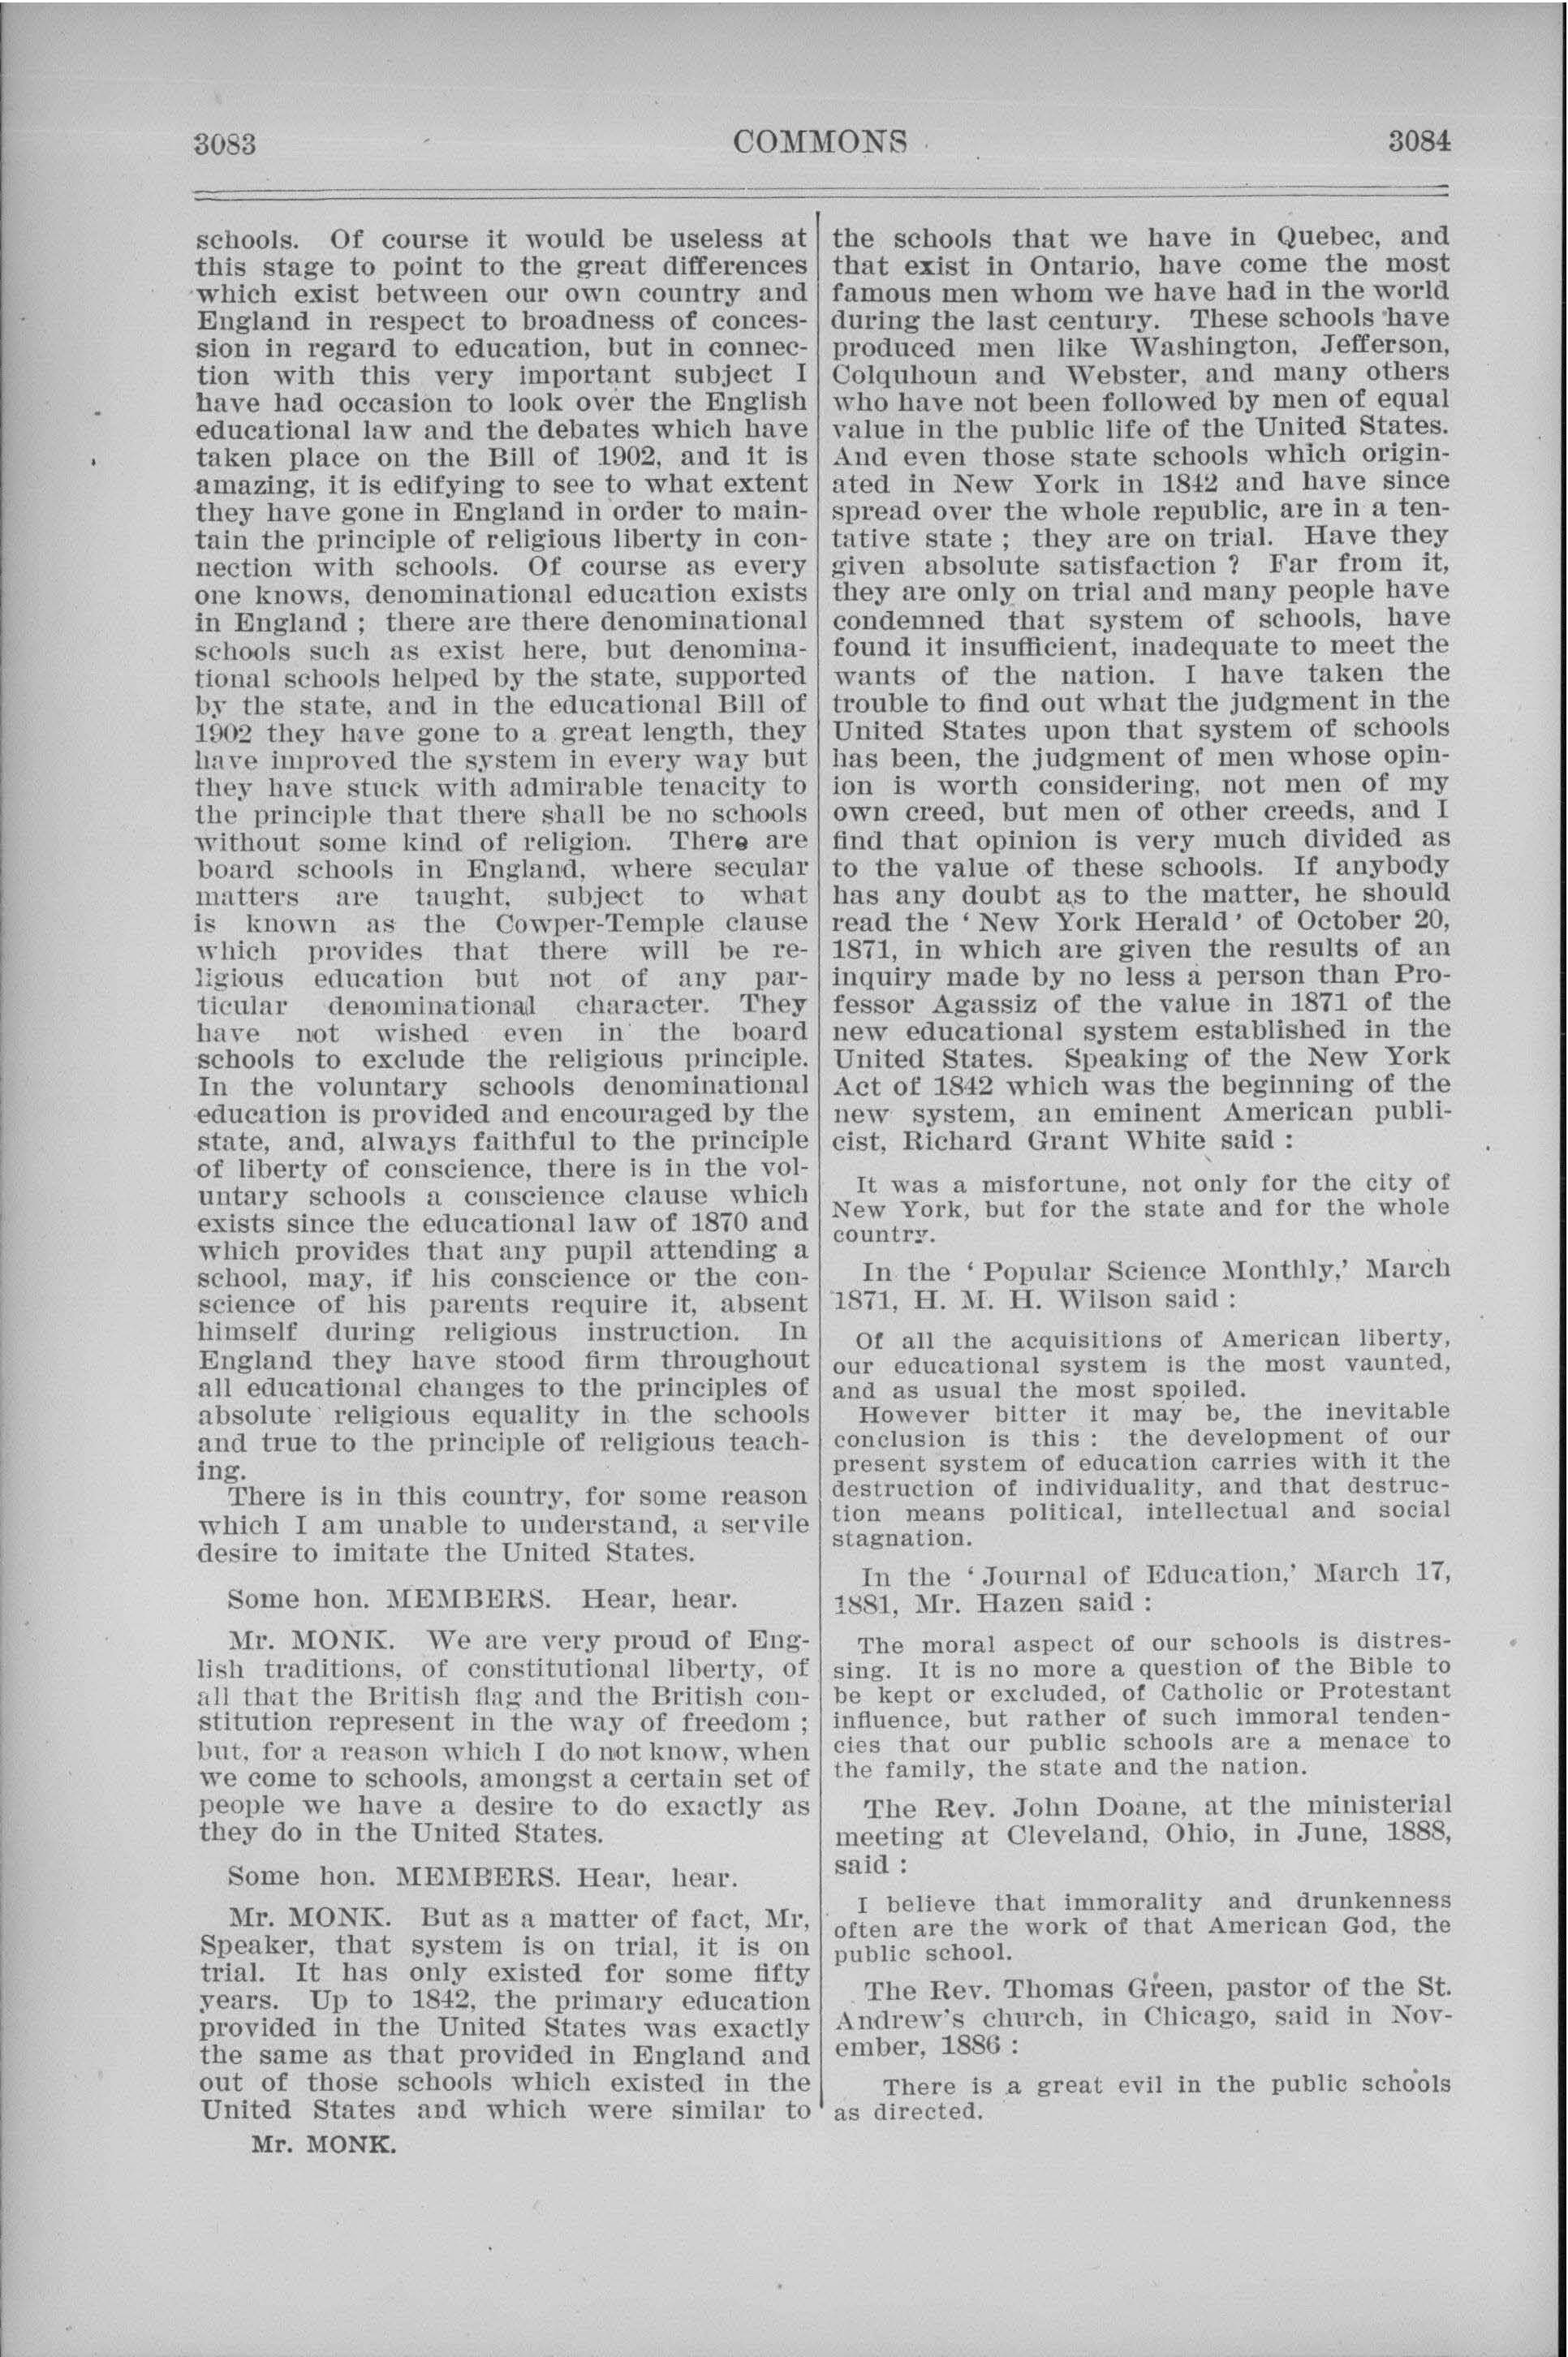 3083 COMMONS 3084
schools. Of course it would be useless at
this stage to point to the great differences
which exist between our own country and
England in respect to broadness of conces-
sion in regard to education, but in connec-
tion with this very important subject I
have had occasion to look over the English
educational law and the debates which have
taken place on the Bill of 1902, and it is
amazing, it is edifying to see to what extent
they have gone in England in order to main-
tain the principle of religious liberty in con-
nection with schools. Of course as every
one knows, denominational education exists
in England ; there are there denominational
schools such as exist here, but denomina-
tional schools helped by the state, supported
by the state, and in the educational Bill of
1902 they have gone to a great length, they
have improved the system in every way but
they have stuck with admirable tenacity to
the principle that there shall be no schools
without some kind of religion. There are
board schools in England, where secular
matters are taught, subject to what
is known as the Cowper-Temple clause
which provides that there will be re-
ligious education but not of any par-
ticular denominational character. They
have not wished even in the board
schools to exclude the religious principle.
In the voluntary schools denominational
education is provided and encouraged by the
state, and, always faithful to the principle
of liberty of conscience, there is in the vol-
untary schools a conscience clause which
exists since the educational law of 1870 and
which provides that any pupil attending a
school, may, if his conscience or the con-
science of his parents require it, absent
himself during religious instruction. In
England they have stood firm throughout
all educational changes to the principles of
absolute religious equality in the schools
and true to the principle of religious teach-
ing.
There is in this country, for some reason
which I am unable to understand, a servile
desire to imitate the United States.
Some hon. MEMBERS. Hear, hear.
Mr. MONK. We are very proud of Eng-
lish traditions, of constitutional liberty, of
all that the British flag and the British con-
stitution represent in the way of freedom ;
but, for a reason which I do not know, when
we come to schools, amongst a certain set of
people we have a desire to do exactly as
they do in the United States.
Some hon. MEMBERS. Hear, hear.
Mr. MONK. But as a matter of fact, Mr,
Speaker, that system is on trial, it is on
trial. It has only existed for some fifty
years. Up to 1842, the primary education
provided in the United States was exactly
the same as that provided in England and
out of those schools which existed in the
United States and which were similar to
Mr. MONK.
the schools that we have in Quebec, and
that exist in Ontario, have come the most
famous men whom we have had in the world
during the last century. These schools have
produced men like Washington, Jefferson,
Colquhoun and Webster, and many others
who have not been followed by men of equal
value in the public life of the United States.
And even those state schools which origin-
ated in New York in 1842 and have since
spread over the whole republic, are in a ten-
tative state ; they are on trial. Have they
given absolute satisfaction ? Far from it,
they are only on trial and many people have
condemned that system of schools, have
found it insufficient, inadequate to meet the
wants of the nation. I have taken the
trouble to find out what the judgment in the
United States upon that system of schools
has been, the judgment of men whose opin-
ion is worth considering, not men of my
own creed, but men of other creeds, and I
find that opinion is very much divided as
to the value of these schools. If anybody
has any doubt as to the matter, he should
read the ‘ New York Herald ’ of October 20,
1871, in which are given the results of an
inquiry made by no less a person than Pro-
fessor Agassiz of the value in 1871 of the
new educational system established in the
United States. Speaking of the New York
Act of 1842 which was the beginning of the
new system, an eminent American publi-
cist, Richard Grant White said :
It was a misfortune, not only for the city of
New York, but for the state and for the whole
country.
In the ‘ Popular Science Monthly,’ March
1871, H. M. H. Wilson said :
Of all the acquisitions of American liberty,
our educational system is the most vaunted,
and as usual the most spoiled.
However bitter it may be, the inevitable
conclusion is this : the development of our
present system of education carries with it the
destruction of individuality, and that destruc-
tion means political, intellectual and social
stagnation.
In the ‘ Journal of Education,’ March 17,
1881, Mr. Hazen said :
The moral aspect of our schools is distres-
sing. It is no more a question of the Bible to
be kept or excluded, of Catholic or Protestant
influence, but rather of such immoral tenden-
cies that our public schools are a menace to
the family, the state and the nation.
The Rev. John Doane, at the ministerial
meeting at Cleveland, Ohio, in June, 1888,
said :
I believe that immorality and drunkenness
often are the work of that American God, the
public school.
The Rev. Thomas Green, pastor of the St.
Andrew's church, in Chicago, said in Nov-
ember, 1886 :
There is a great evil in the public schools
as directed.